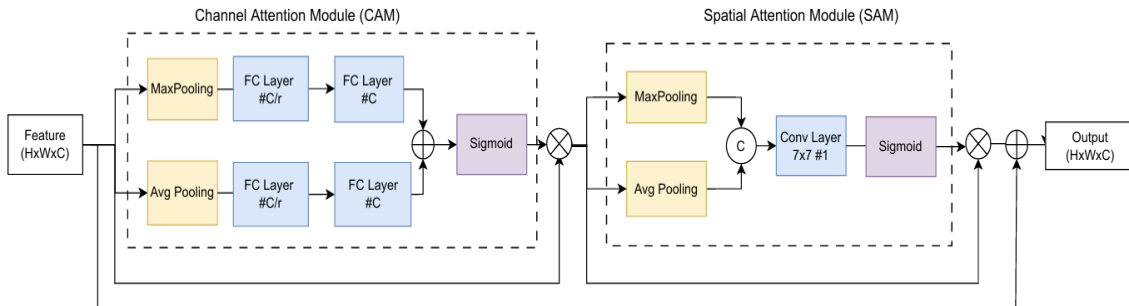 Channel Attention Module (CAM)
Spatial Attention Module (SAM)
Feature
(HxWxC)
MaxPooling
FC Layer
#C/r
FC Layer
#C
Avg Pooling
FC Layer
#C/r
FC Layer
#C
Sigmoid
MaxPooling
Avg Pooling
C
Conv Layer
7x7 #1
Sigmoid
Output
(HxWxC)